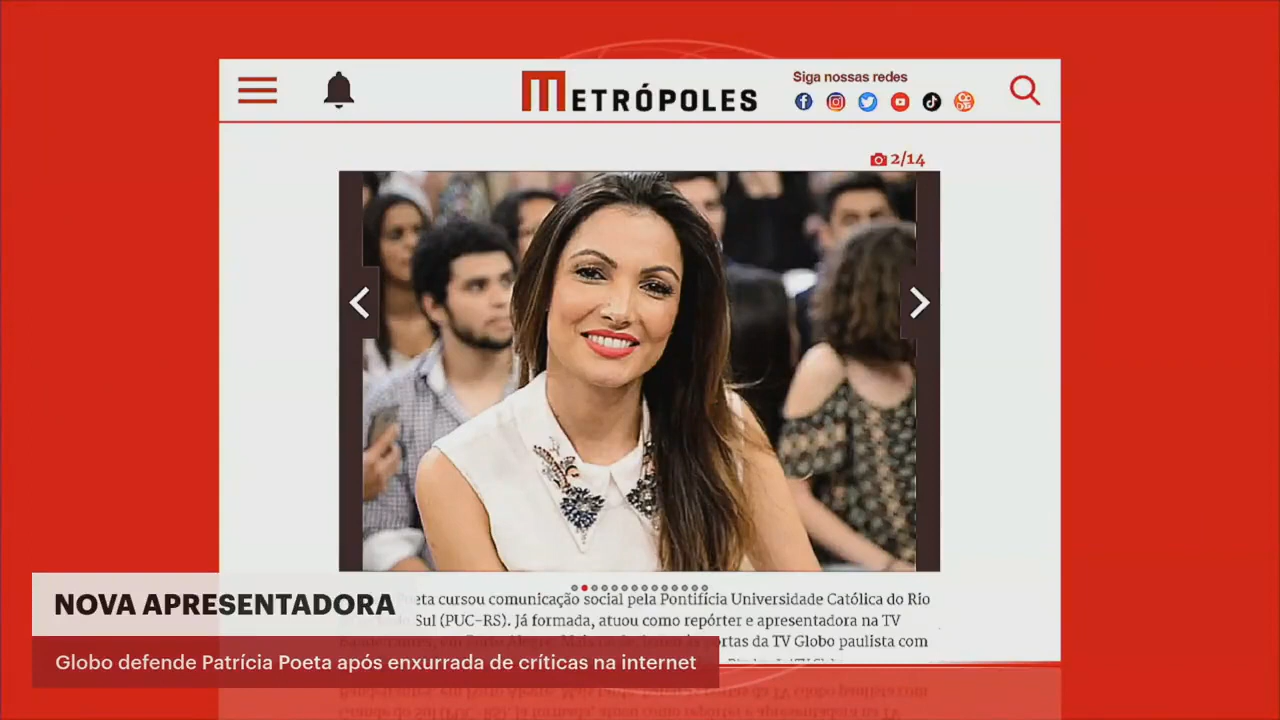 METRÓPOLES
Siga nossas redes
2/14
NOVA APRESENTADORA
eta cursou comunicação social pela Pontifícia Universidade Católica do Rio
Sul (PUC-RS). Já formada, atuou como repórter e apresentadora na TV
rtas da TV Globo paulista com
Globo defende Patrícia Poeta após enxurrada de críticas na internet